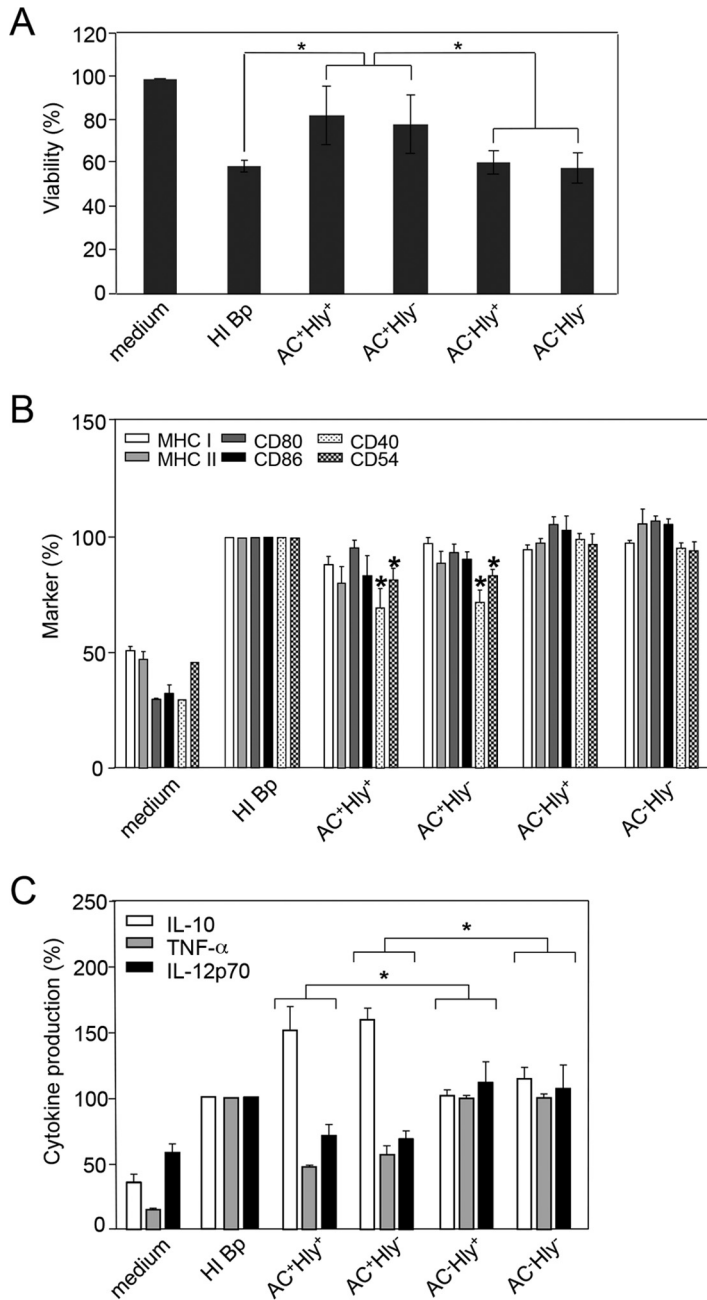 A
Viability (%)
120
100
80
60
40
20
0
*
*
medium
HI Bp
AC⁺Hly⁺
AC⁺Hly⁻
AC⁻Hly⁺
AC⁻Hly⁻
B
Marker (%)
150
100
50
0
MHC I CD80 CD40
MHC II CD86 CD54
*
*
*
*
medium
HI Bp
AC⁺Hly⁺
AC⁺Hly⁻
AC⁻Hly⁺
AC⁻Hly⁻
C
Cytokine production (%)
250
200
150
100
50
0
IL-10
TNF-α
IL-12p70
*
*
medium
HI Bp
AC⁺Hly⁺
AC⁺Hly⁻
AC⁻Hly⁺
AC⁻Hly⁻